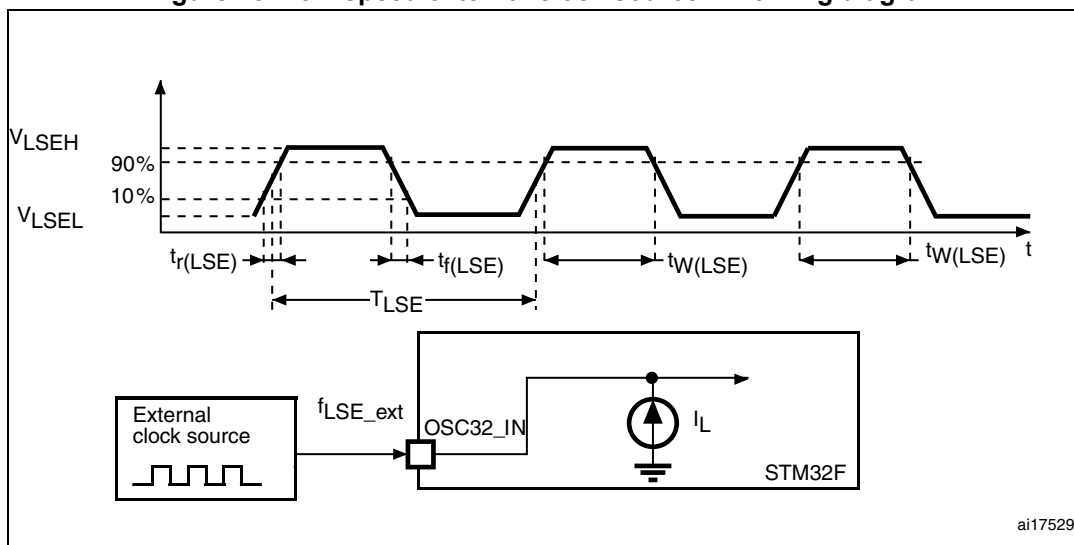 V_LSEH
90%
10%
V_LSEL
t_r(LSE)
t_f(LSE)
t_W(LSE)
t_W(LSE)
t
T_LSE
External
clock source
f_LSE_ext
OSC32_IN
I_L
STM32F
ai17529